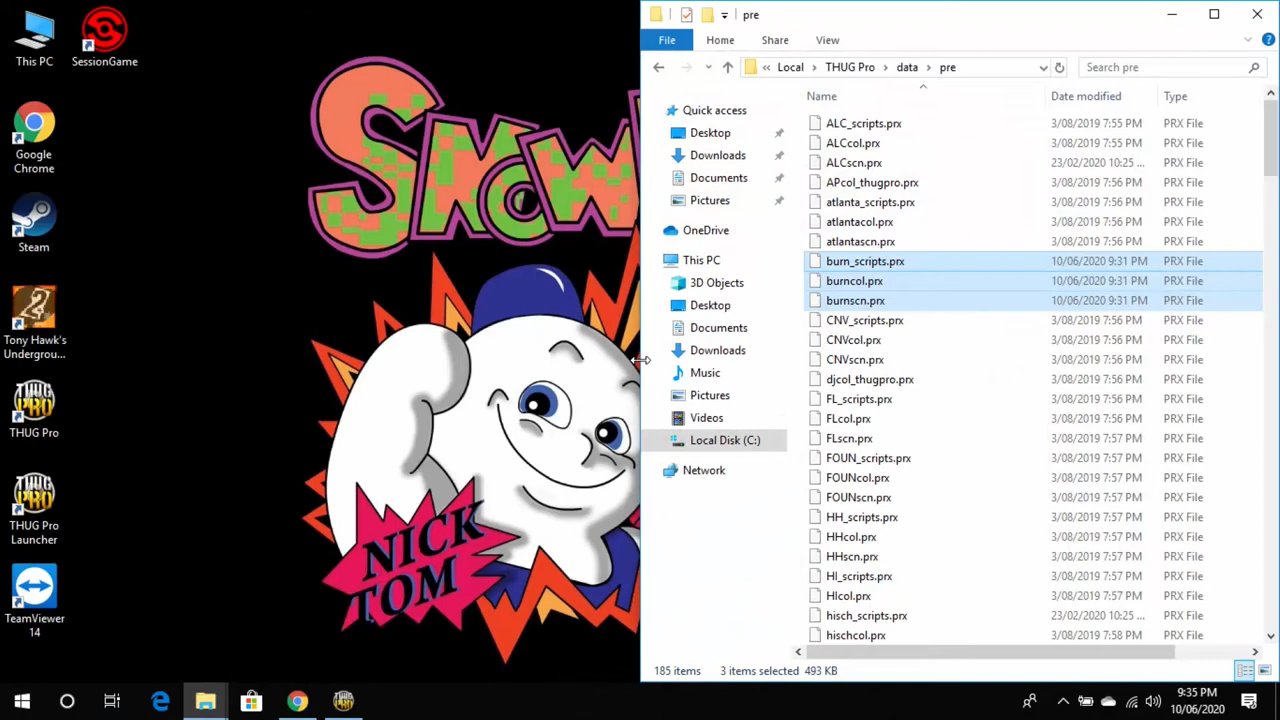 This PC
SessionGame
Google
Chrome
Steam
Tony Hawk's
Undergrou...
THUG Pro
THUG Pro
Launcher
TeamViewer
14
NICK
TOM
pre
File
Home
Share
View
« Local > THUG Pro > data > pre
Search pre
Quick access
Desktop
Downloads
Documents
Pictures
OneDrive
This PC
3D Objects
Desktop
Documents
Downloads
Music
Pictures
Videos
Local Disk (C:)
Network
Name Date modified Type
ALC_scripts.prx 3/08/2019 7:55 PM PRX File
ALCcol.prx 3/08/2019 7:55 PM PRX File
ALCscn.prx 23/02/2020 10:25 ... PRX File
APcol_thugpro.prx 3/08/2019 7:56 PM PRX File
atlanta_scripts.prx 3/08/2019 7:56 PM PRX File
atlantacol.prx 3/08/2019 7:56 PM PRX File
atlantascn.prx 3/08/2019 7:56 PM PRX File
burn_scripts.prx 10/06/2020 9:31 PM PRX File
burncol.prx 10/06/2020 9:31 PM PRX File
burnscn.prx 10/06/2020 9:31 PM PRX File
CNV_scripts.prx 3/08/2019 7:56 PM PRX File
CNVcol.prx 3/08/2019 7:56 PM PRX File
CNVscn.prx 3/08/2019 7:56 PM PRX File
djcol_thugpro.prx 3/08/2019 7:56 PM PRX File
FL_scripts.prx 3/08/2019 7:56 PM PRX File
FLcol.prx 3/08/2019 7:56 PM PRX File
FLscn.prx 3/08/2019 7:57 PM PRX File
FOUN_scripts.prx 3/08/2019 7:57 PM PRX File
FOUNcol.prx 3/08/2019 7:57 PM PRX File
FOUNscn.prx 3/08/2019 7:57 PM PRX File
HH_scripts.prx 3/08/2019 7:57 PM PRX File
HHcol.prx 3/08/2019 7:57 PM PRX File
HHscn.prx 3/08/2019 7:57 PM PRX File
HI_scripts.prx 3/08/2019 7:57 PM PRX File
HIcol.prx 3/08/2019 7:57 PM PRX File
hisch_scripts.prx 23/02/2020 10:25 ... PRX File
hischcol.prx 3/08/2019 7:58 PM PRX File
185 items 3 items selected 493 KB
9:35 PM
10/06/2020